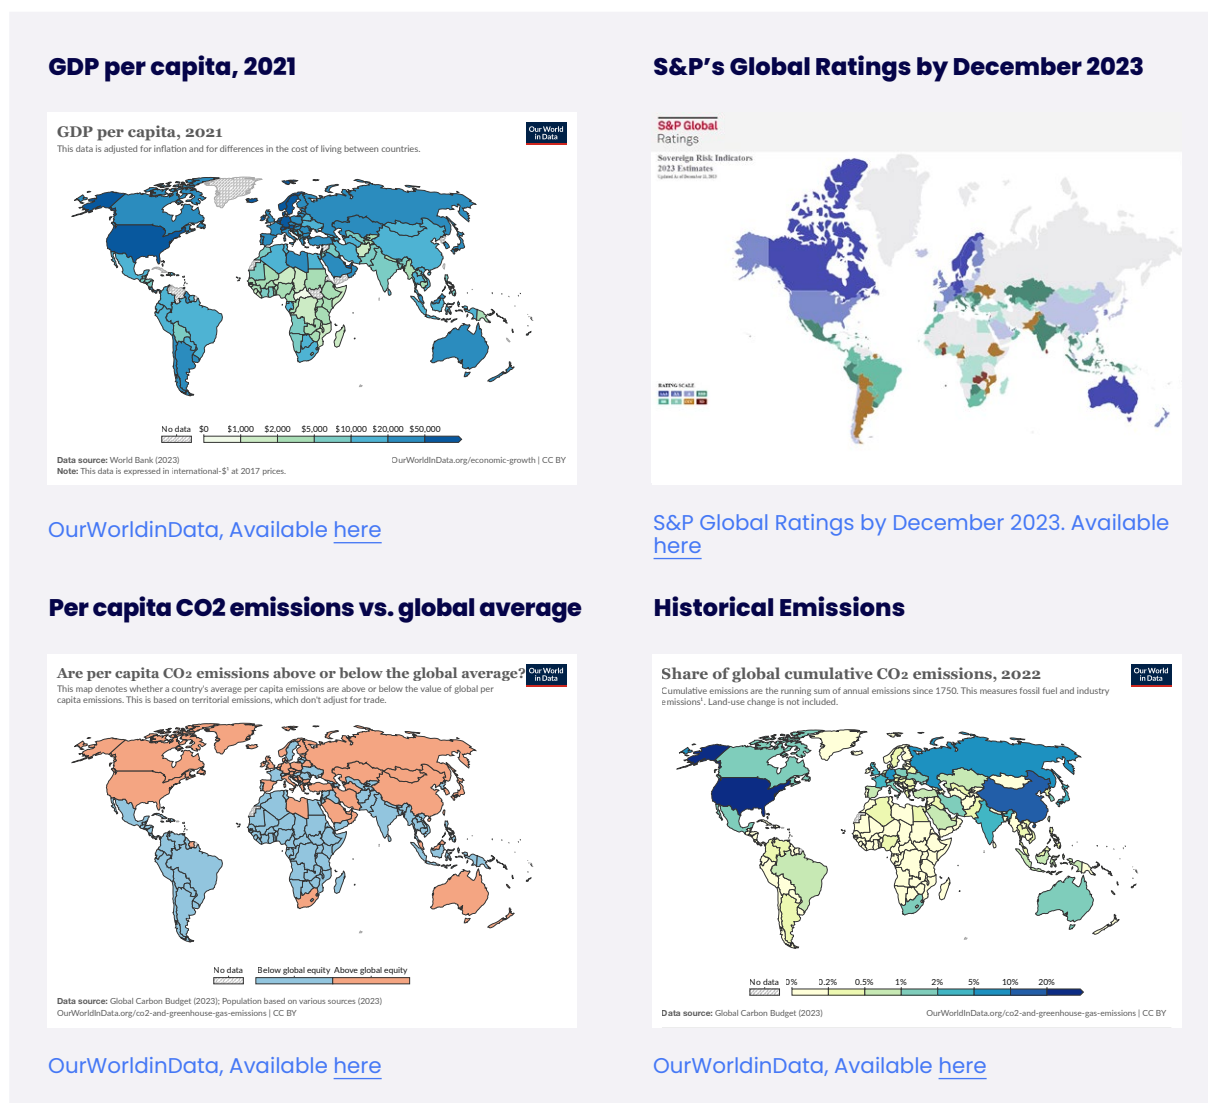 GDP per capita, 2021
S&P's Global Ratings by December 2023
GDP per capita, 2021
This data is adjusted for inflation and for differences in the cost of living between countries.
Our World
in Data
No data
$0
$1,000
$2,000
$5,000
$10,000
$20,000
$50,000
Data source: World Bank (2023)
OurWorldInData.org/economic-growth | CC BY
Note: This data is expressed in international-$¹ at 2017 prices.
S&P Global
Ratings
Sovereign Risk Indicators
2023 Estimates
RATING SCALE
OurWorldinData, Available here
S&P Global Ratings by December 2023. Available
here
Per capita CO2 emissions vs. global average
Historical Emissions
Are per capita CO₂ emissions above or below the global average?
Our World
in Data
This map denotes whether a country's average per capita emissions are above or below the value of global per
capita emissions. This is based on territorial emissions, which don't adjust for trade.
No data
Below global equity
Above global equity
Data source: Global Carbon Budget (2023); Population based on various sources (2023)
OurWorldInData.org/co2-and-greenhouse-gas-emissions | CC BY
Share of global cumulative CO₂ emissions, 2022
Our World
in Data
Cumulative emissions are the running sum of annual emissions since 1750. This measures fossil fuel and industry
emissions¹. Land-use change is not included.
No data
0%
0.2%
0.5%
1%
2%
5%
10%
20%
Data source: Global Carbon Budget (2023)
OurWorldInData.org/co2-and-greenhouse-gas-emissions | CC BY
OurWorldinData, Available here
OurWorldinData, Available here